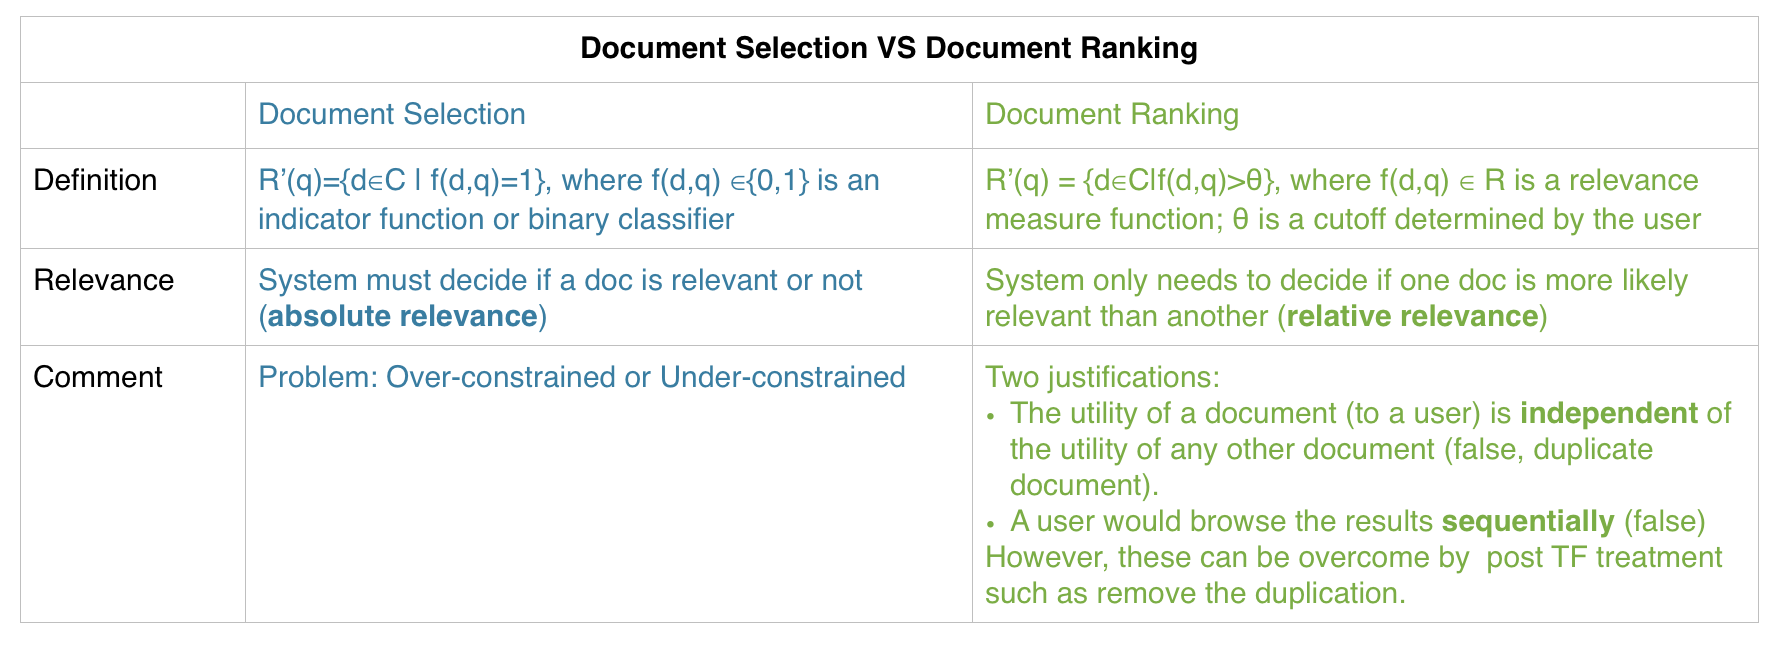 Document Selection VS Document Ranking
Document Selection
Document Ranking
Definition
R’(q)={d∈C | f(d,q)=1}, where f(d,q) ∈{0,1} is an
indicator function or binary classifier
R’(q) = {d∈C|f(d,q)>θ}, where f(d,q) ∈ R is a relevance
measure function; θ is a cutoff determined by the user
Relevance
System must decide if a doc is relevant or not
(absolute relevance)
System only needs to decide if one doc is more likely
relevant than another (relative relevance)
Comment
Problem: Over-constrained or Under-constrained
Two justifications:
• The utility of a document (to a user) is independent of
the utility of any other document (false, duplicate
document).
• A user would browse the results sequentially (false)
However, these can be overcome by  post TF treatment
such as remove the duplication.